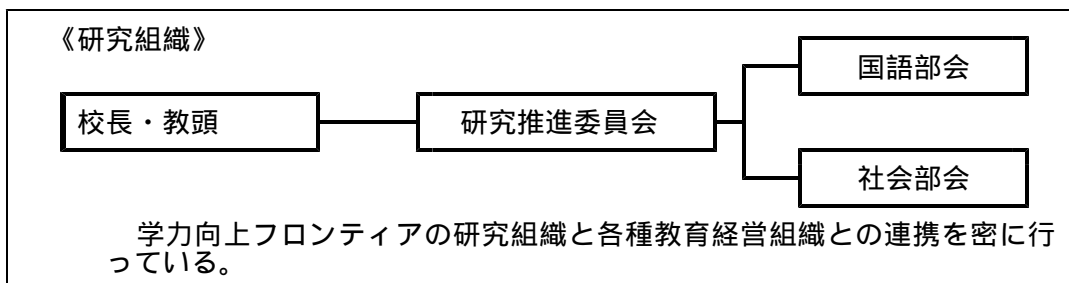 《研究組織》
国語部会
校長・教頭
研究推進委員会
社会部会
学力向上フロンティアの研究組織と各種教育経営組織との連携を密に行
っている。